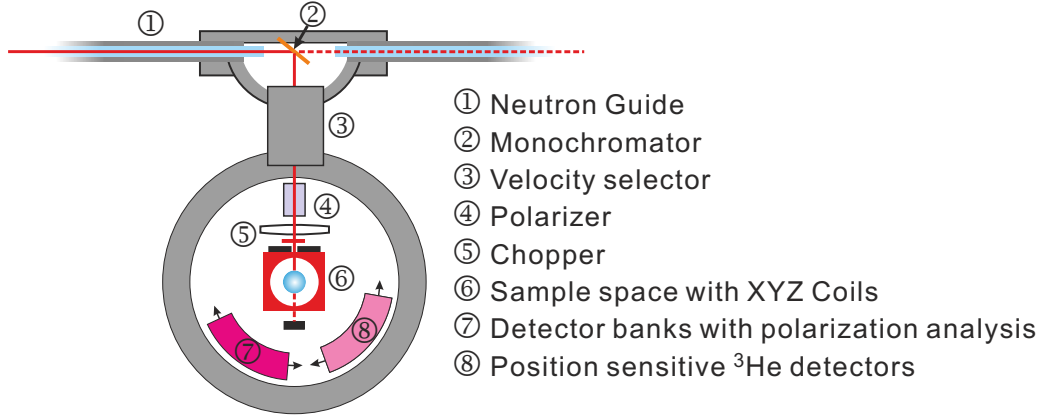 ①
②
③
④
⑤
⑥
⑦
⑧
① Neutron Guide
② Monochromator
③ Velocity selector
④ Polarizer
⑤ Chopper
⑥ Sample space with XYZ Coils
⑦ Detector banks with polarization analysis
⑧ Position sensitive ³He detectors